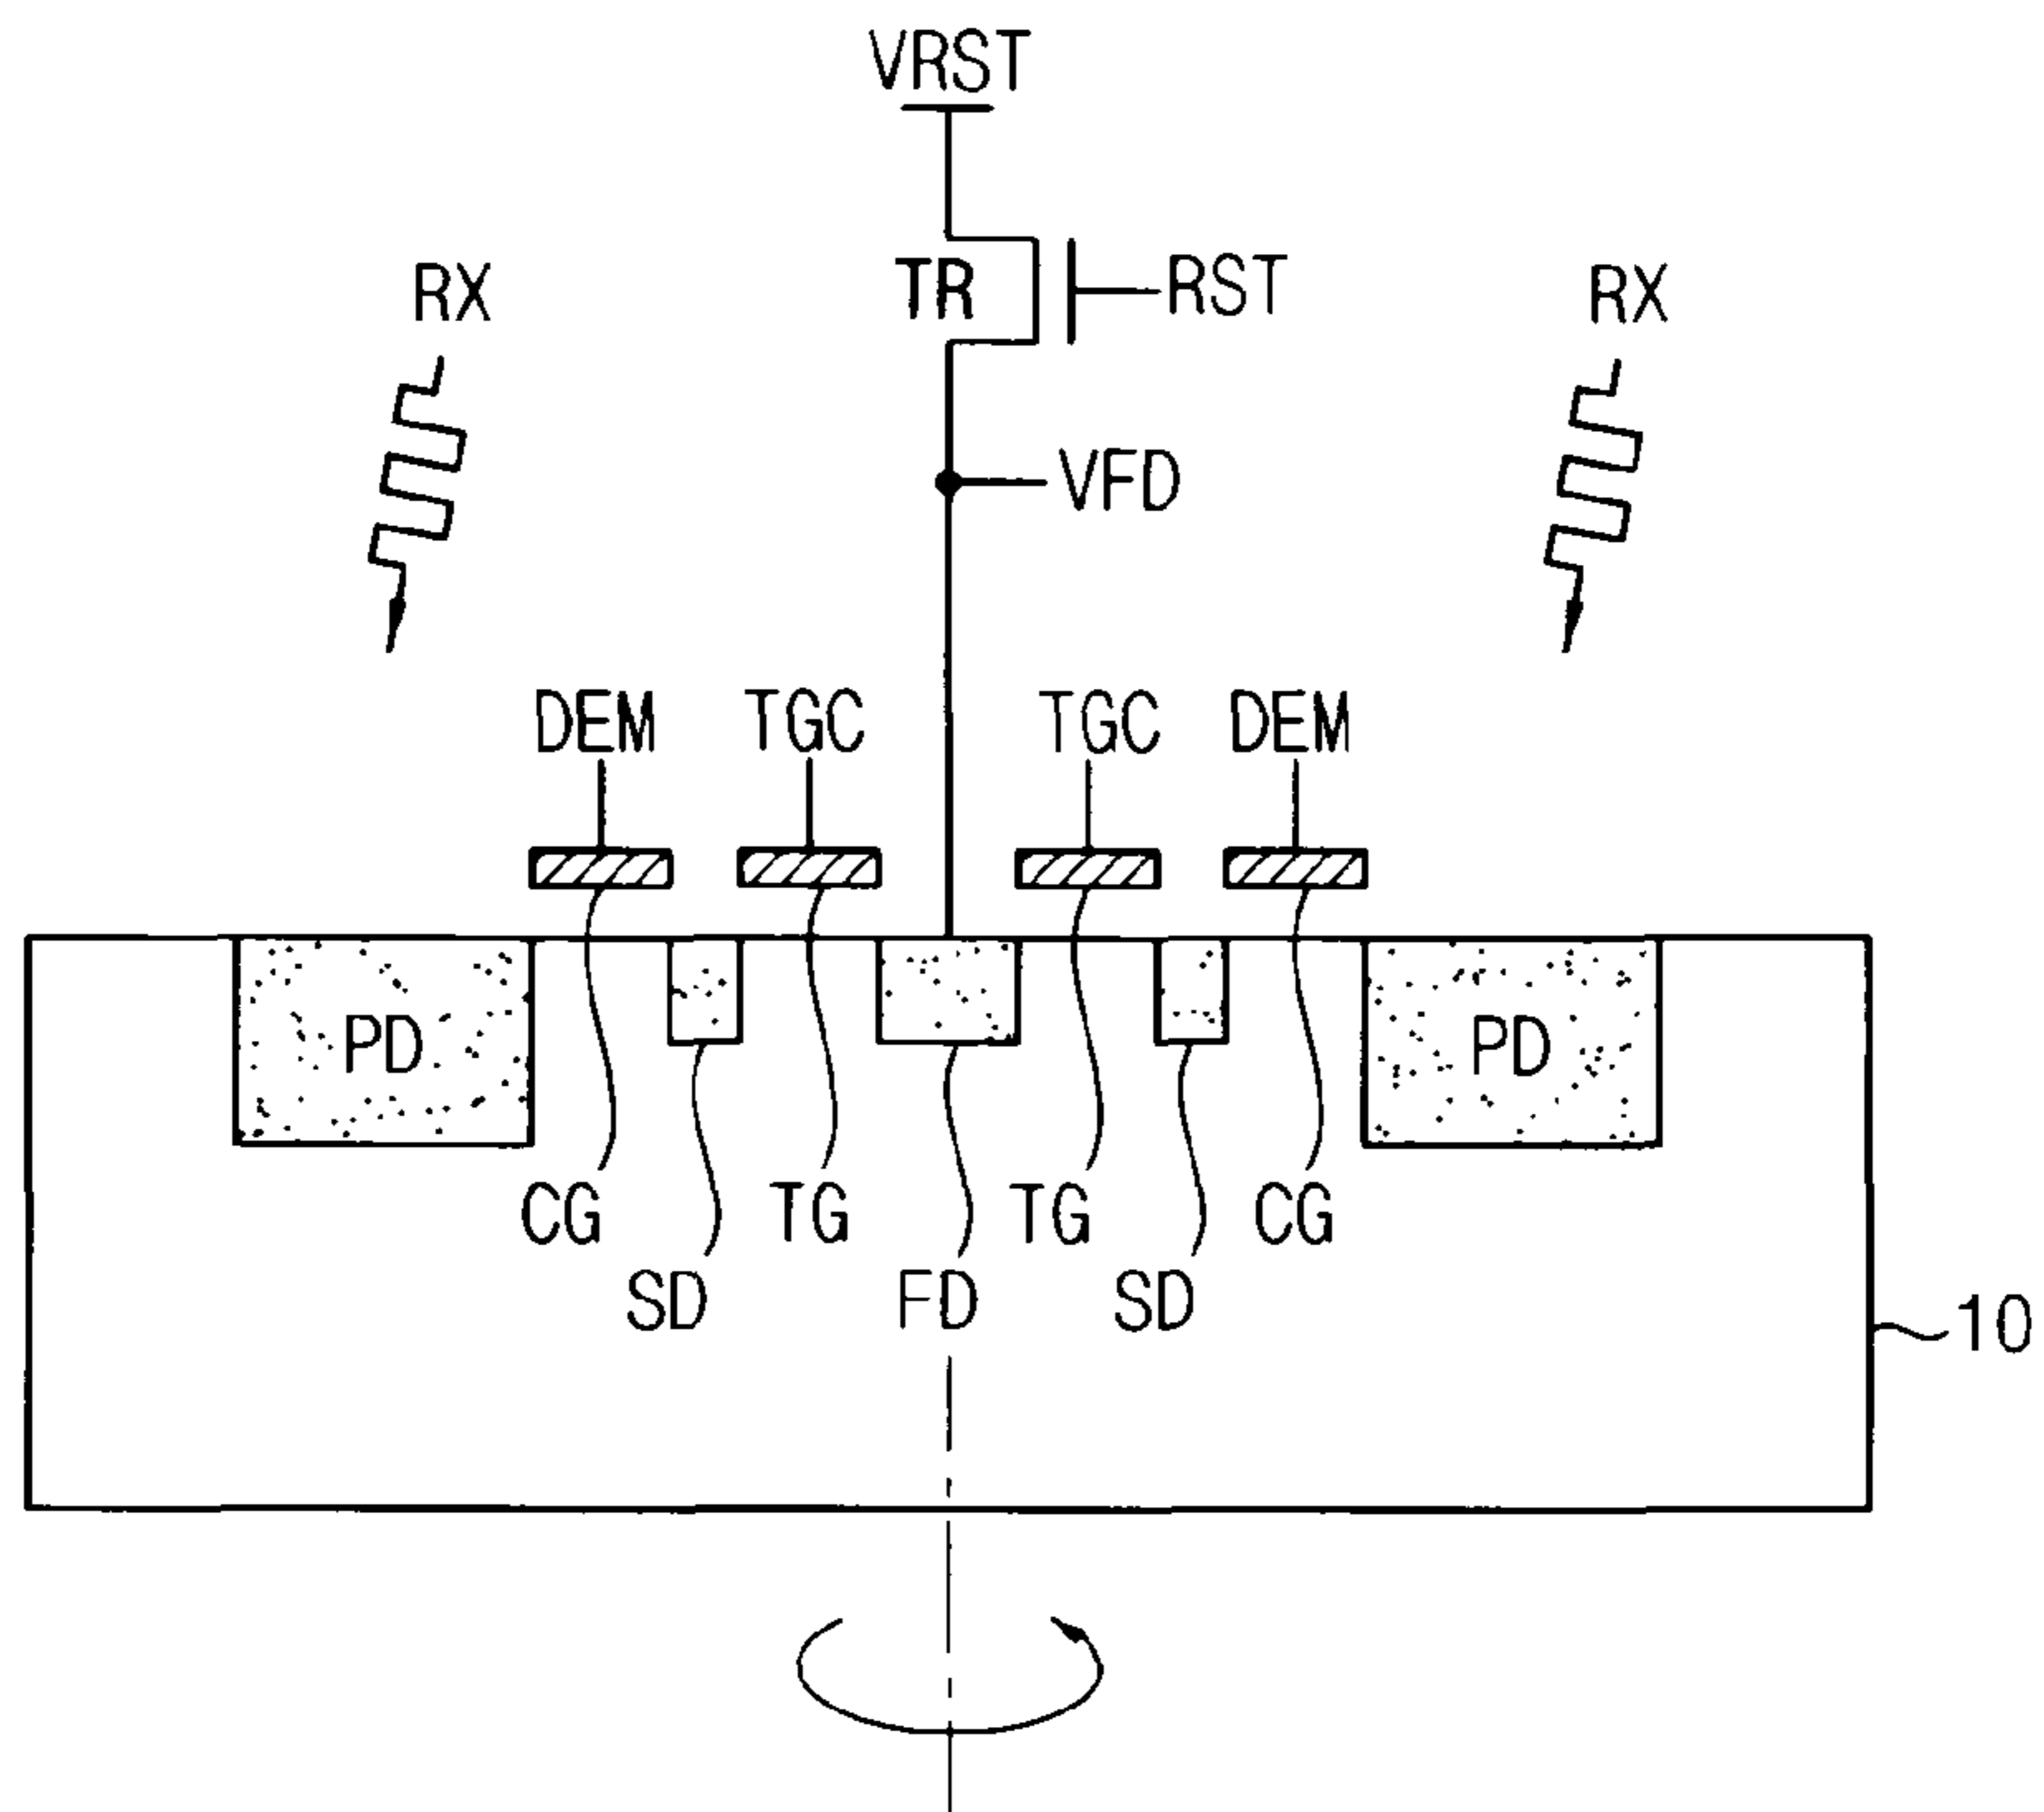 VRST
RX TR RST RX
VFD
DEM TGC TGC DEM
PD PD
CG TG TG CG
SD FD SD
10